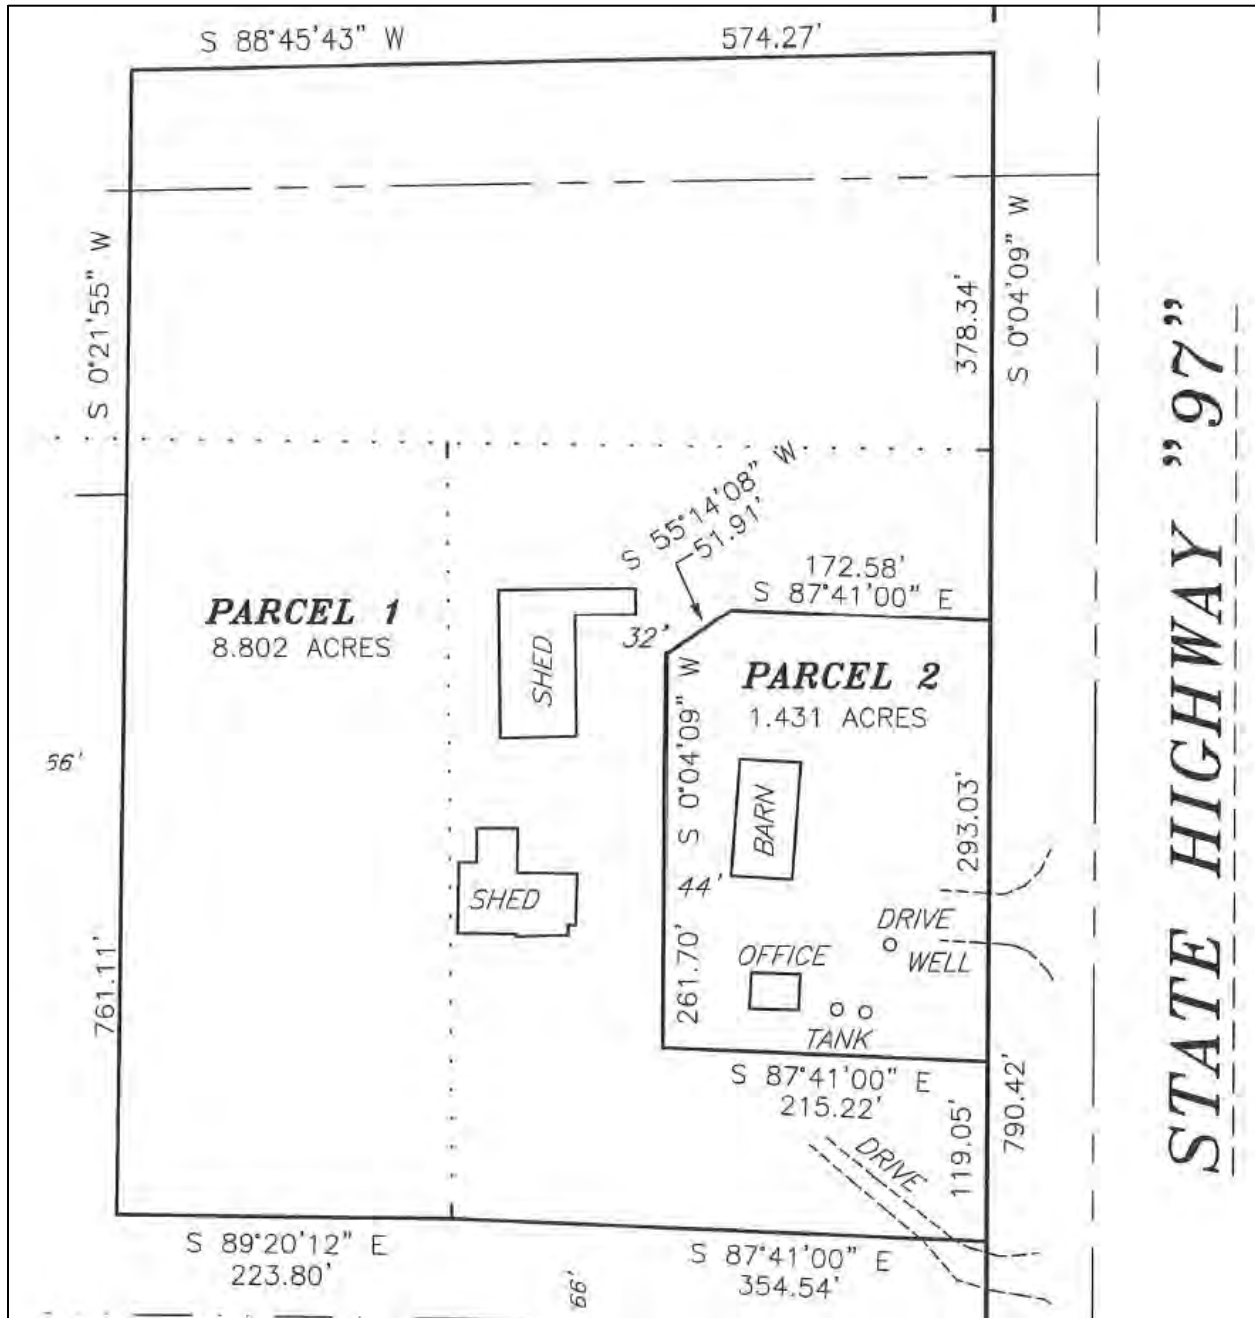 S 88°45'43" W
574.27'
S 0°21'55" W
761.11'
378.34'
S 0°04'09" W
S 55°14'08" W
51.91'
172.58'
S 87°41'00" E
PARCEL 1
8.802 ACRES
SHED
32'
PARCEL 2
1.431 ACRES
S 0°04'09" W
261.70'
BARN
293.03'
STATE HIGHWAY "97"
56'
SHED
44'
DRIVE
WELL
OFFICE
TANK
S 87°41'00" E
215.22'
119.05'
790.42'
DRIVE
S 89°20'12" E
223.80'
S 87°41'00" E
354.54'
66'